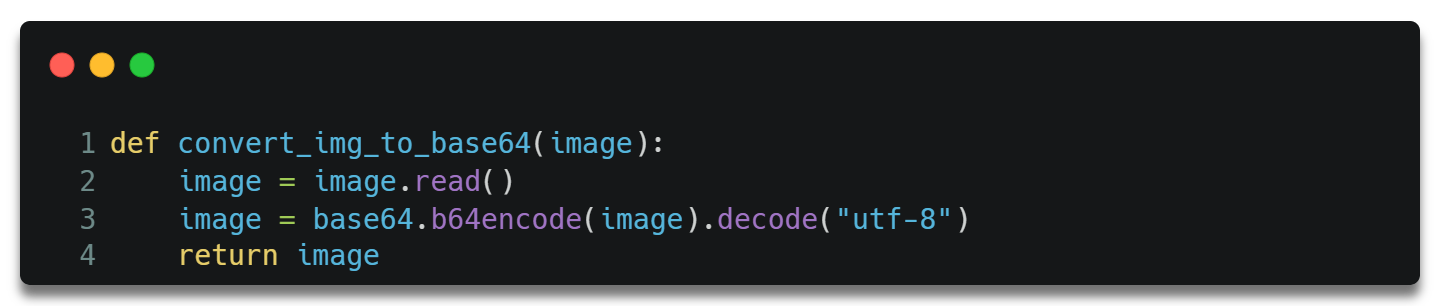 1 def convert_img_to_base64(image):
2     image = image.read()
3     image = base64.b64encode(image).decode("utf-8")
4     return image